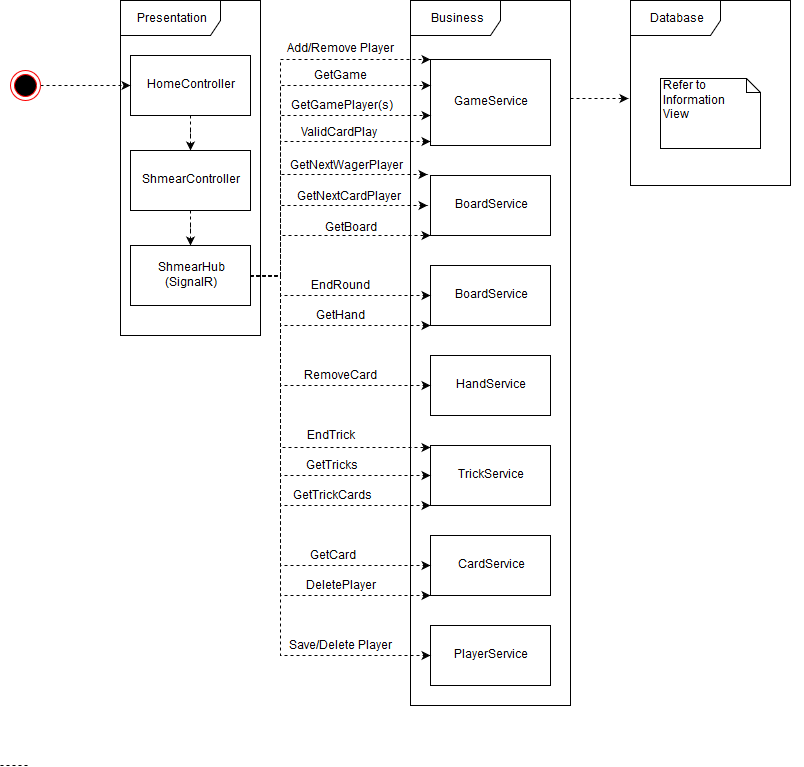 Presentation
HomeController
ShmearController
ShmearHub
(SignalR)
Add/Remove Player
GetGame
GetGamePlayer(s)
ValidCardPlay
GetNextWagerPlayer
GetNextCardPlayer
GetBoard
EndRound
GetHand
RemoveCard
EndTrick
GetTricks
GetTrickCards
GetCard
DeletePlayer
Save/Delete Player
Business
GameService
BoardService
BoardService
HandService
TrickService
CardService
PlayerService
Database
Refer to
Information
View